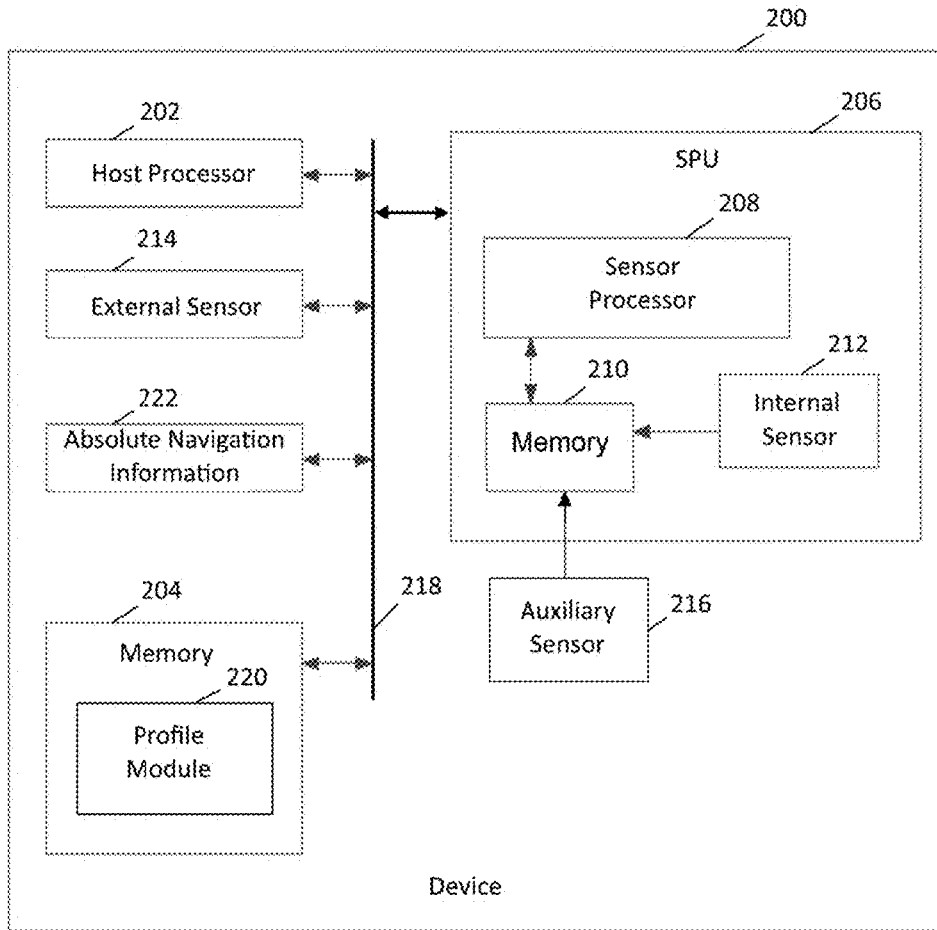 200
202
Host Processor
206
SPU
208
Sensor
Processor
214
External Sensor
210
Memory
212
Internal
Sensor
222
Absolute Navigation
Information
204
Memory
218
Auxiliary
Sensor
216
220
Profile
Module
Device